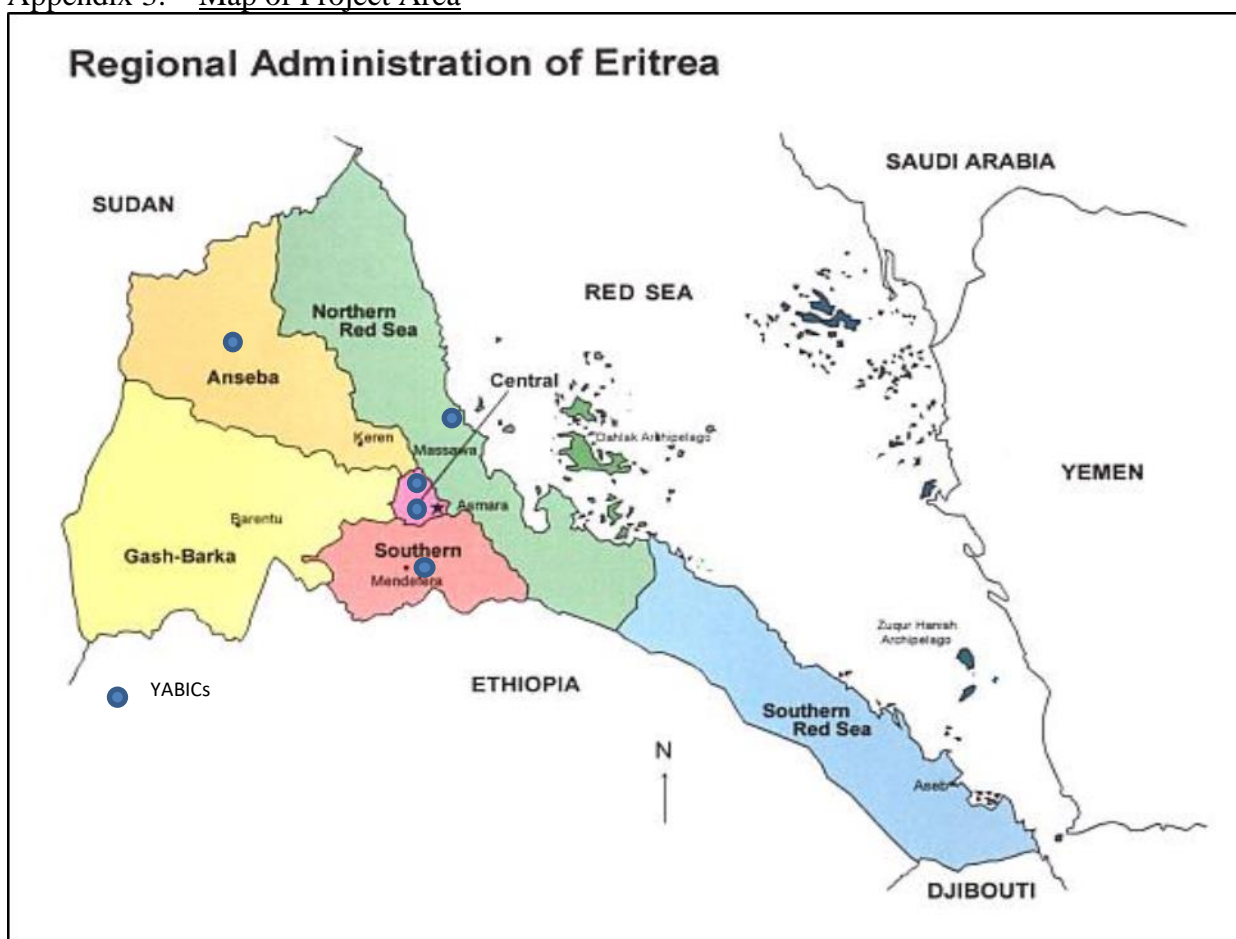 Appendix 3. Map of Project Area
Regional Administration of Eritrea
SAUDI ARABIA
SUDAN
RED SEA
Northern
Red Sea
Anseba
Central
Keren
Dahlak Archipelago
Massawa
YEMEN
Asmara
Barentu
Gash-Barka
Southern
Mendefera
Zuqur Hanish
Archipelago
ETHIOPIA
YABICs
Southern
Red Sea
N
Aseb
DJIBOUTI